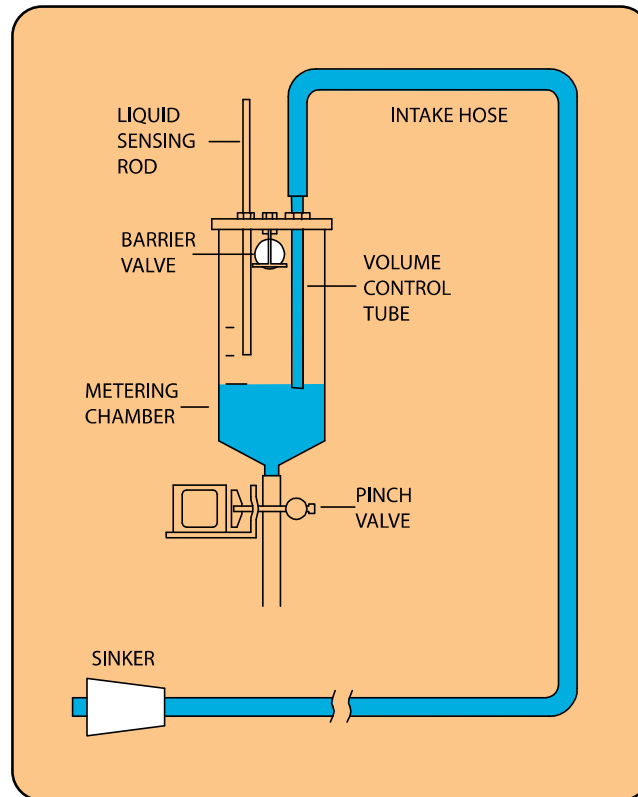 INTAKE HOSE
LIQUID
SENSING
ROD
BARRIER
VALVE
VOLUME
CONTROL
TUBE
METERING
CHAMBER
PINCH
VALVE
SINKER